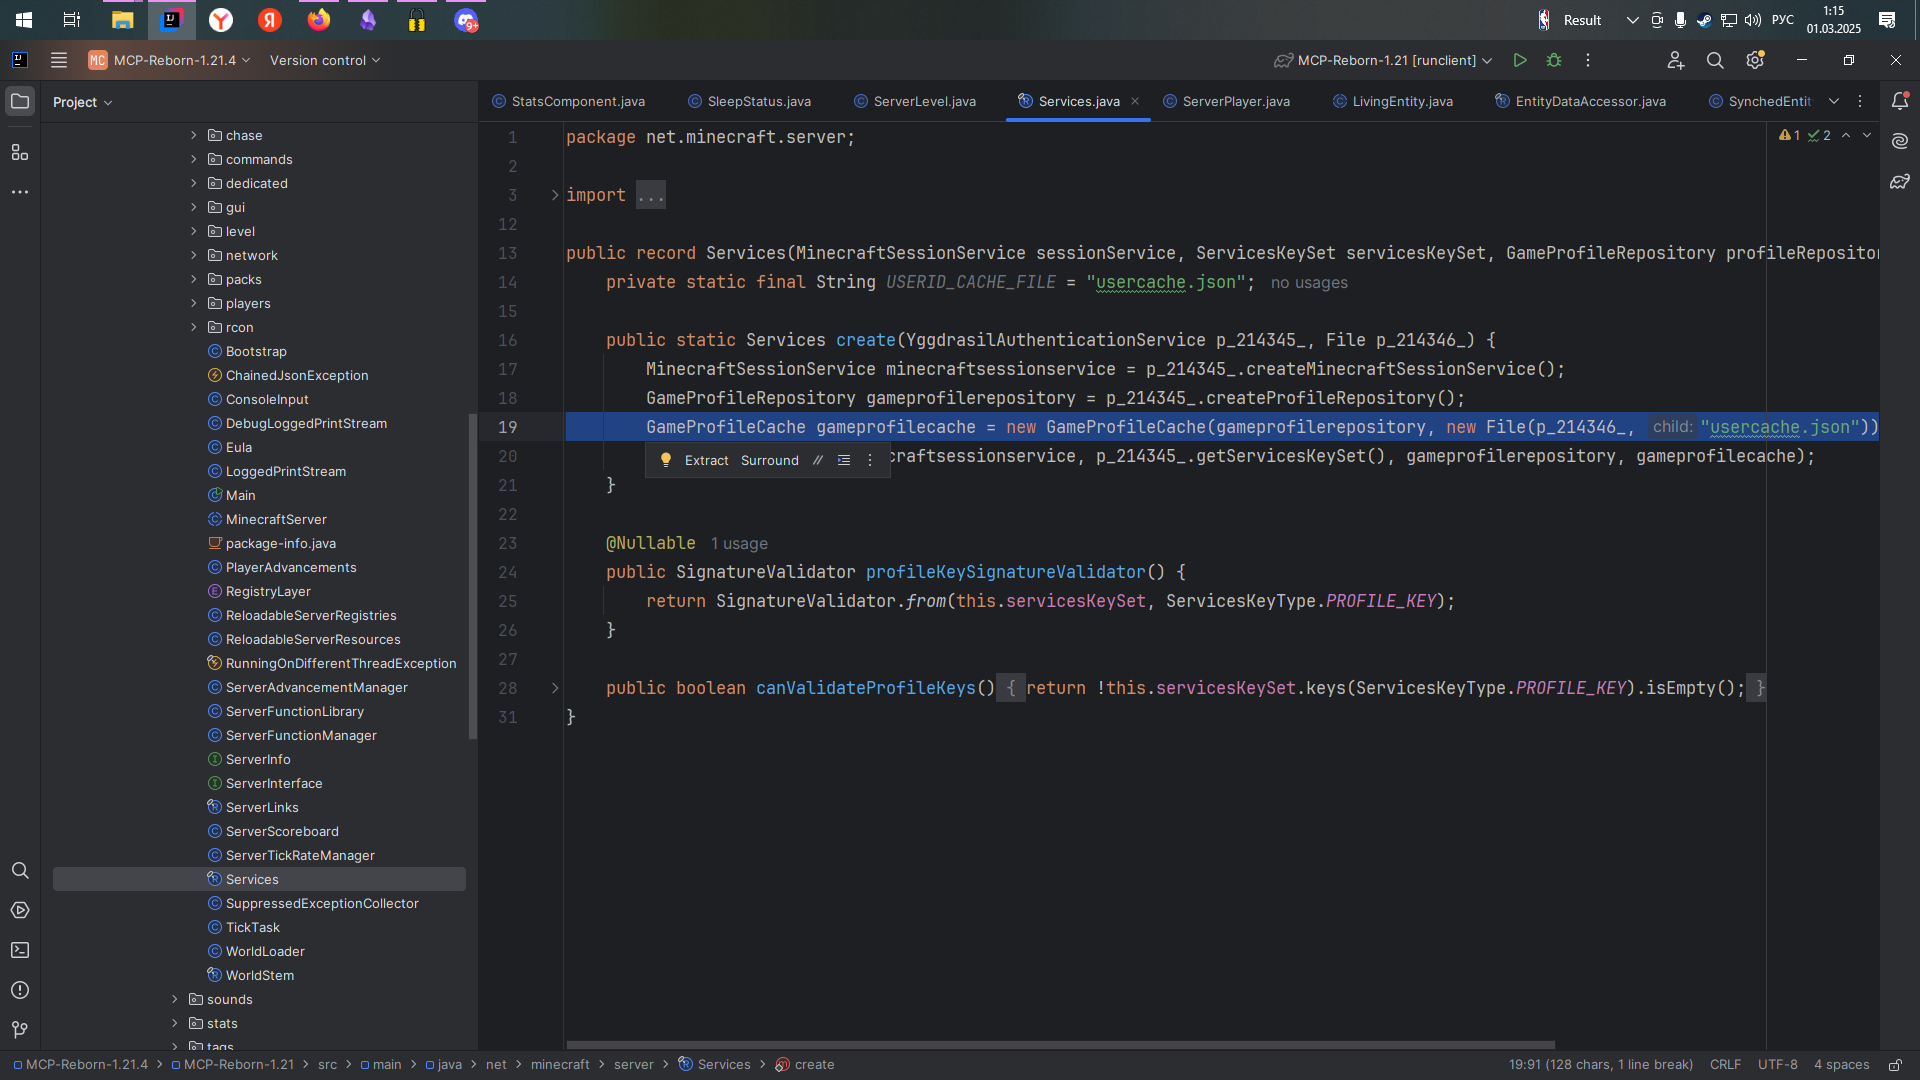 Result
РУС
1:15
01.03.2025
9+
MC MCP-Reborn-1.21.4
Version control
MCP-Reborn-1.21 [runclient]
Project
StatsComponent.java
SleepStatus.java
ServerLevel.java
Services.java
ServerPlayer.java
LivingEntity.java
EntityDataAccessor.java
SynchedEntit
chase
commands
dedicated
gui
level
network
packs
players
rcon
Bootstrap
ChainedJsonException
ConsoleInput
DebugLoggedPrintStream
Eula
LoggedPrintStream
Main
MinecraftServer
package-info.java
PlayerAdvancements
RegistryLayer
ReloadableServerRegistries
ReloadableServerResources
RunningOnDifferentThreadException
ServerAdvancementManager
ServerFunctionLibrary
ServerFunctionManager
ServerInfo
ServerInterface
ServerLinks
ServerScoreboard
ServerTickRateManager
Services
SuppressedExceptionCollector
TickTask
WorldLoader
WorldStem
sounds
stats
tags
1 package net.minecraft.server;
1 2
2
3 import ...
12
13 public record Services(MinecraftSessionService sessionService, ServicesKeySet servicesKeySet, GameProfileRepository profileRepositor
14 private static final String USERID_CACHE_FILE = "usercache.json"; no usages
15
16 public static Services create(YggdrasilAuthenticationService p_214345_, File p_214346_) {
17 MinecraftSessionService minecraftsessionservice = p_214345_.createMinecraftSessionService();
18 GameProfileRepository gameprofilerepository = p_214345_.createProfileRepository();
19 GameProfileCache gameprofilecache = new GameProfileCache(gameprofilerepository, new File(p_214346_, child: "usercache.json"))
20 craftsessionservice, p_214345_.getServicesKeySet(), gameprofilerepository, gameprofilecache);
Extract Surround
21 }
22
23 @Nullable 1 usage
24 public SignatureValidator profileKeySignatureValidator() {
25 return SignatureValidator.from(this.servicesKeySet, ServicesKeyType.PROFILE_KEY);
26 }
27
28 public boolean canValidateProfileKeys() { return !this.servicesKeySet.keys(ServicesKeyType.PROFILE_KEY).isEmpty(); }
31 }
MCP-Reborn-1.21.4 > MCP-Reborn-1.21 > src > main > java > net > minecraft > server > Services > create
19:91 (128 chars, 1 line break) CRLF UTF-8 4 spaces